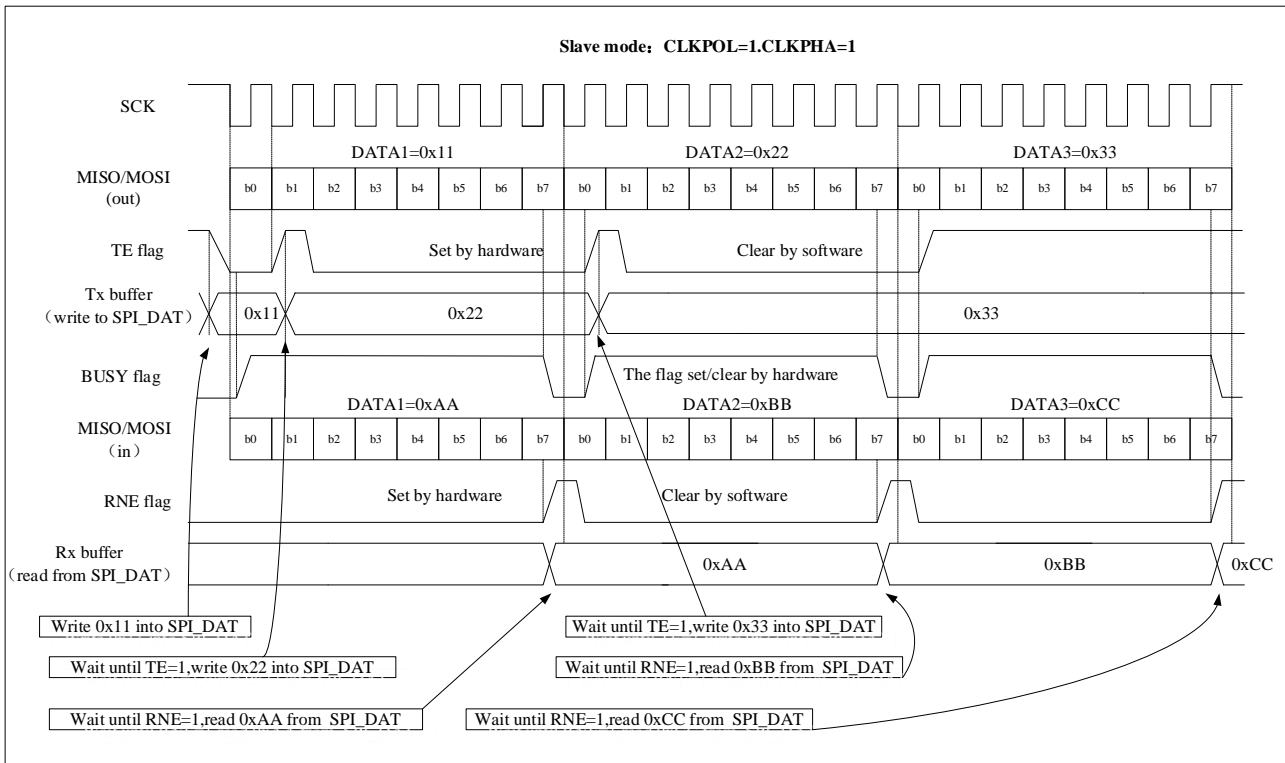 Slave mode：CLKPOL=1.CLKPHA=1
SCK
DATA1=0x11 DATA2=0x22 DATA3=0x33
MISO/MOSI
(out)
b0 b1 b2 b3 b4 b5 b6 b7 b0 b1 b2 b3 b4 b5 b6 b7 b0 b1 b2 b3 b4 b5 b6 b7
TE flag
Set by hardware Clear by software
Tx buffer
（write to SPI_DAT）
0x11 0x22 0x33
BUSY flag
The flag set/clear by hardware
DATA1=0xAA DATA2=0xBB DATA3=0xCC
MISO/MOSI
（in）
b0 b1 b2 b3 b4 b5 b6 b7 b0 b1 b2 b3 b4 b5 b6 b7 b0 b1 b2 b3 b4 b5 b6 b7
RNE flag
Set by hardware Clear by software
Rx buffer
（read from SPI_DAT）
0xAA 0xBB 0xCC
Write 0x11 into SPI_DAT
Wait until TE=1,write 0x33 into SPI_DAT
Wait until TE=1,write 0x22 into SPI_DAT
Wait until RNE=1,read 0xBB from SPI_DAT
Wait until RNE=1,read 0xAA from SPI_DAT
Wait until RNE=1,read 0xCC from SPI_DAT